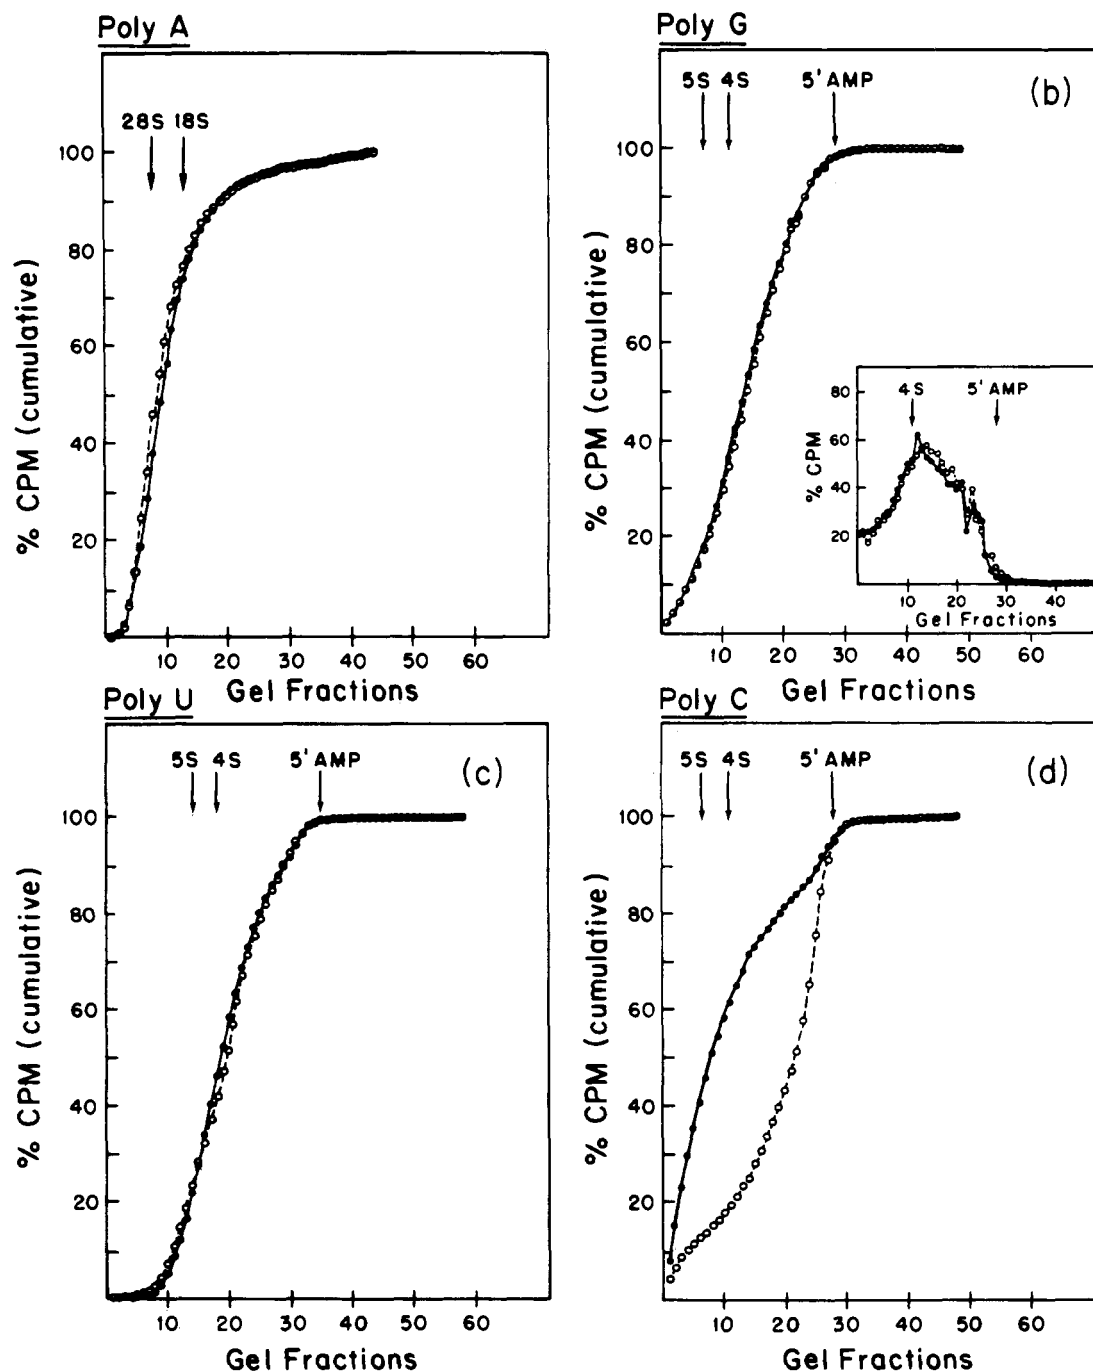 Poly A
28S 18S
100
80
60
40
20
% CPM (cumulative)
10 20 30 40 50 60
Gel Fractions
Poly G
(b)
5S 4S 5' AMP
100
80
60
40
20
% CPM (cumulative)
10 20 30 40 50 60
Gel Fractions
4S 5' AMP
80
60
40
20
% CPM
10 20 30 40
Gel Fractions
Poly U
(c)
5S 4S 5' AMP
100
80
60
40
20
% CPM (cumulative)
10 20 30 40 50 60
Gel Fractions
Poly C
(d)
5S 4S 5' AMP
100
80
60
40
20
% CPM (cumulative)
10 20 30 40 50 60
Gel Fractions